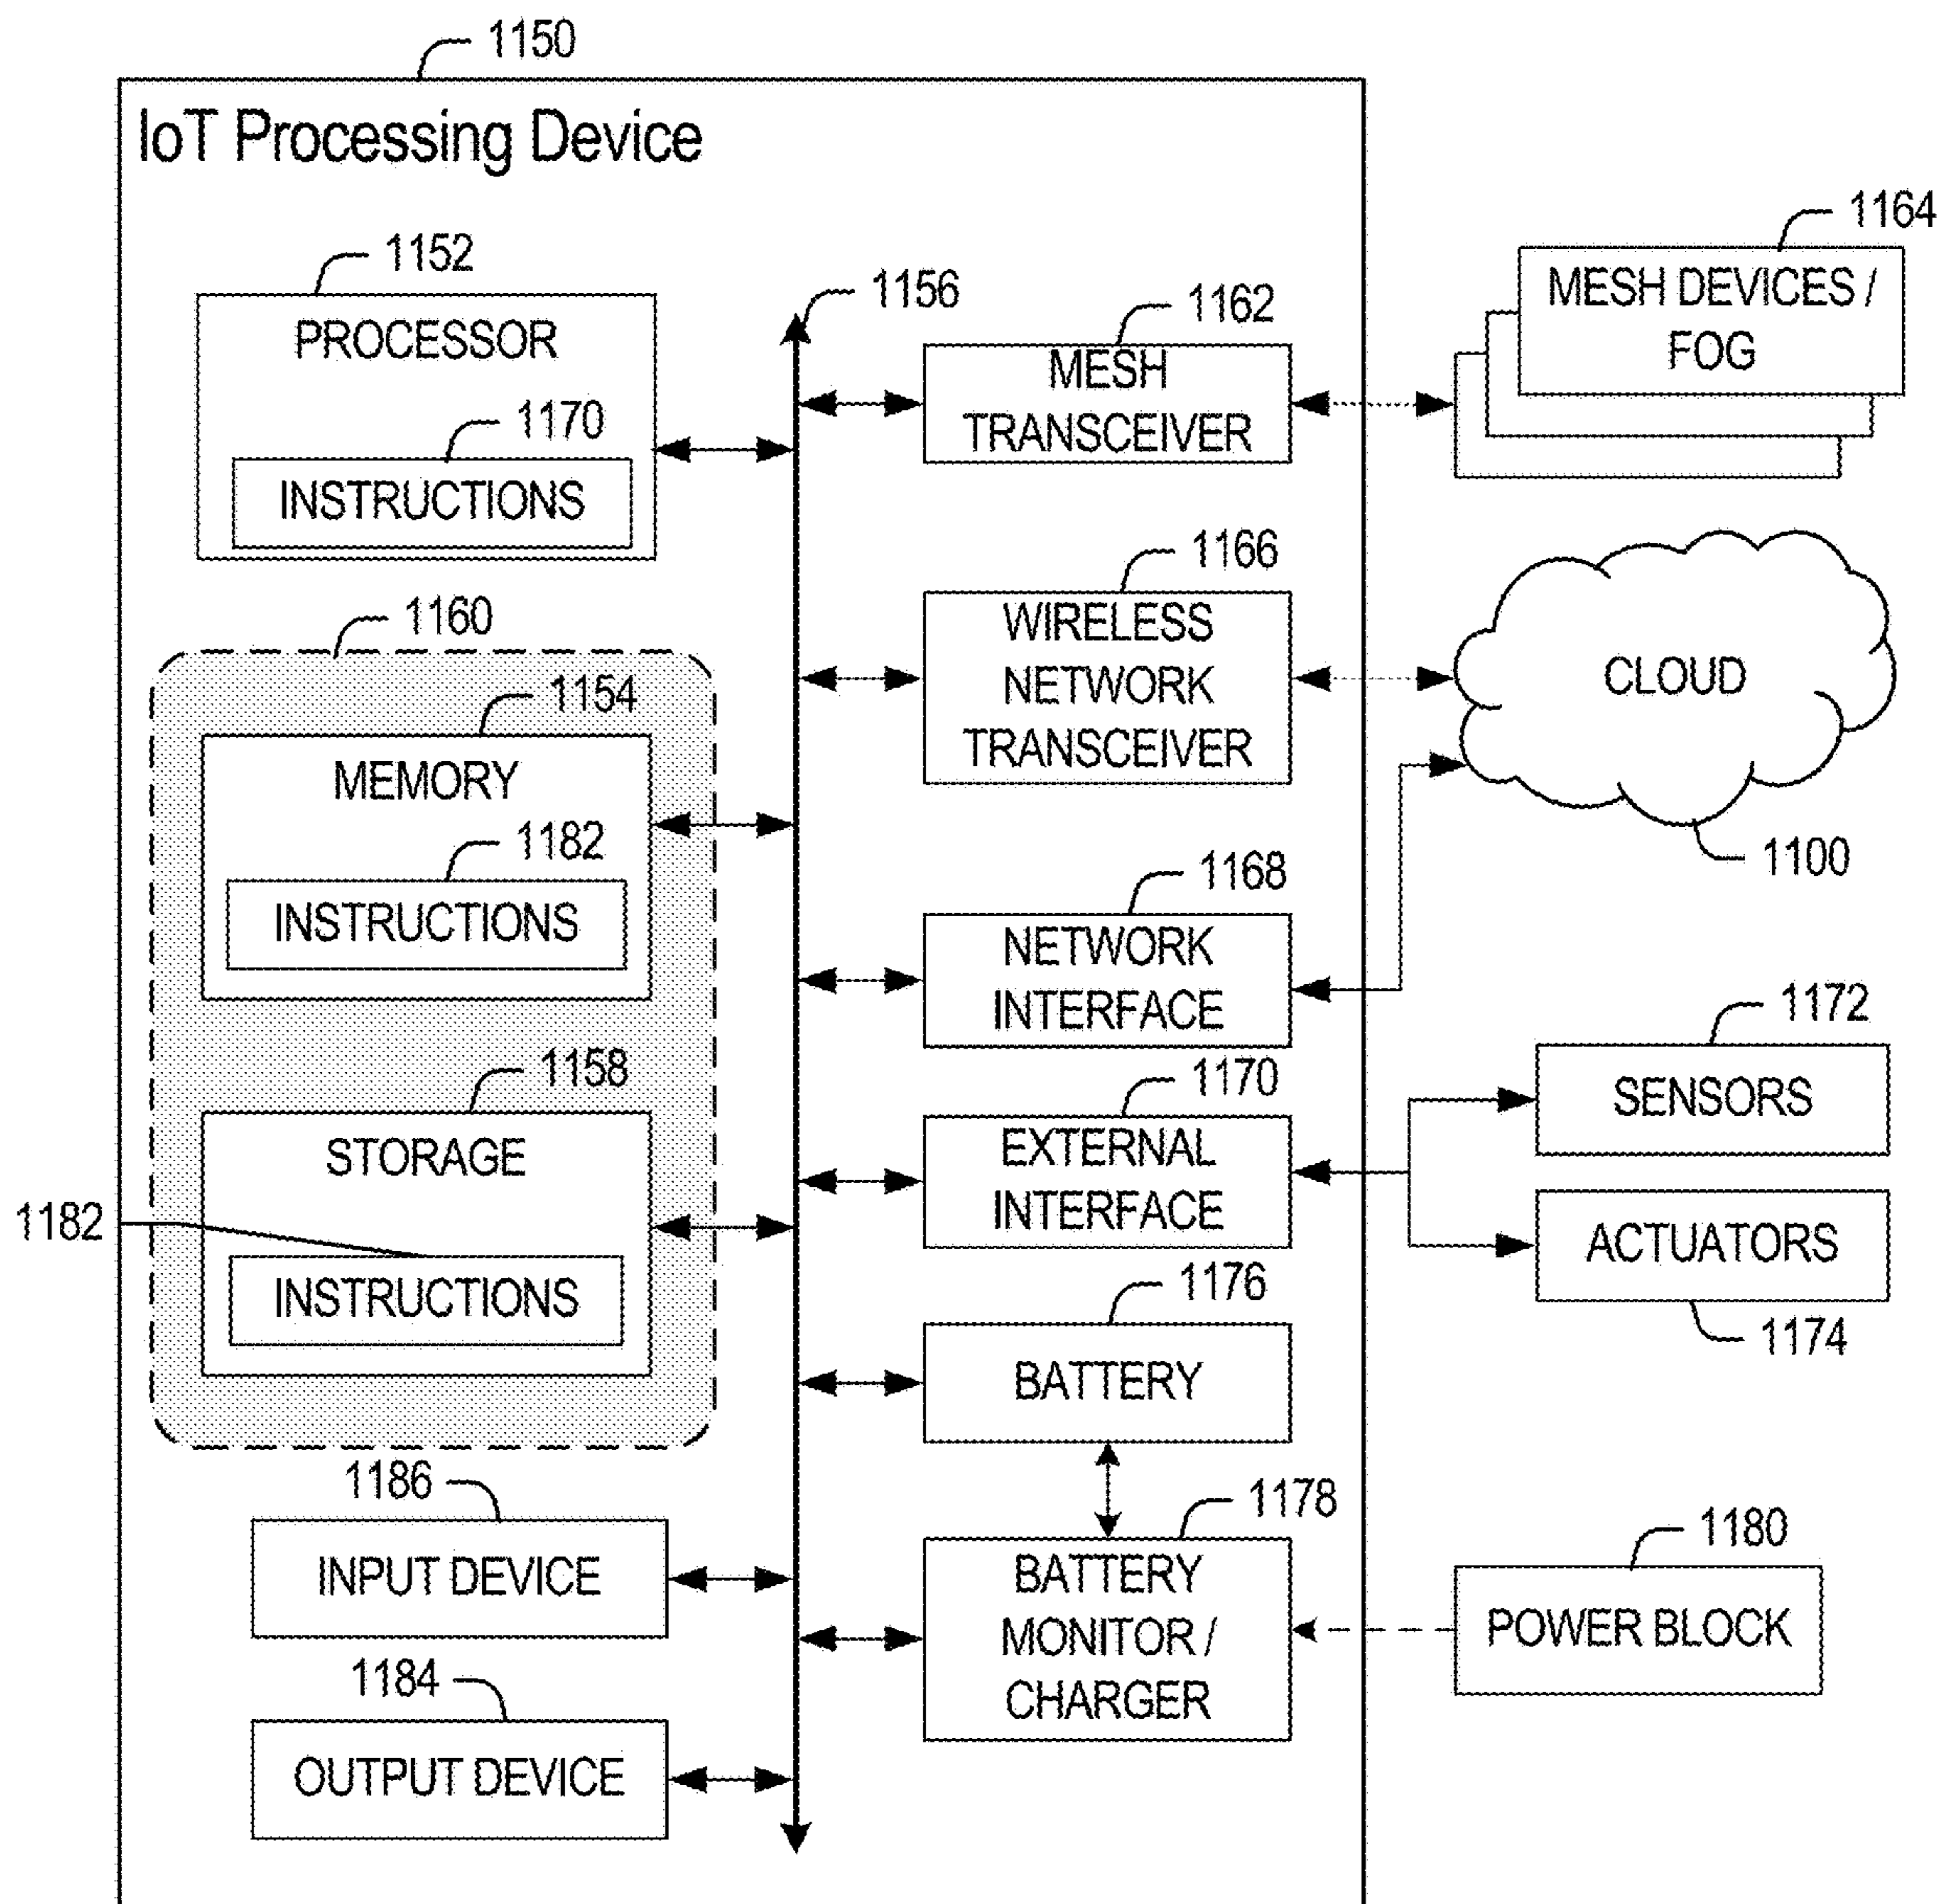 1150
IoT Processing Device
1152
PROCESSOR
1170
INSTRUCTIONS
1160
1154
MEMORY
1182
INSTRUCTIONS
1158
STORAGE
1182
INSTRUCTIONS
1186
INPUT DEVICE
1184
OUTPUT DEVICE
1156
1162
MESH
TRANSCEIVER
1166
WIRELESS
NETWORK
TRANSCEIVER
1168
NETWORK
INTERFACE
1170
EXTERNAL
INTERFACE
1176
BATTERY
1178
BATTERY
MONITOR /
CHARGER
1164
MESH DEVICES /
FOG
CLOUD
1100
1172
SENSORS
ACTUATORS
1174
1180
POWER BLOCK